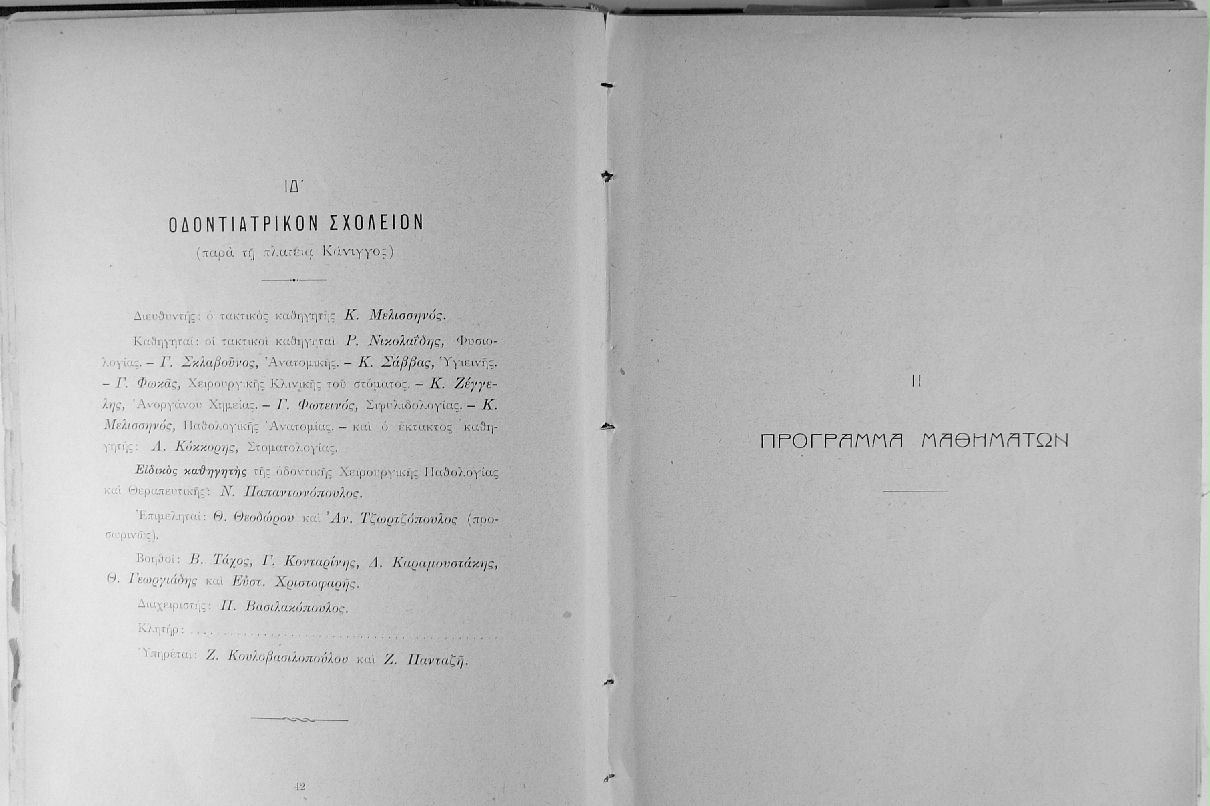 ΙΔ΄
ΟΔΟΝΤΙΑΤΡΙΚΟΝ ΣΧΟΛΕΙΟΝ
(παρὰ τῇ πλατείᾳ Κάνιγγος)
Διευθυντής: ὁ τακτικὸς καθηγητὴς Κ. Μελισσηνός.
Καθηγηταί: οἱ τακτικοὶ καθηγηταὶ Ρ. Νικολαΐδης, Φυσιο-
λογίας. – Γ. Σκλαβοῦνος, Ἀνατομικῆς. – Κ. Σάββας, Ὑγιεινῆς.
– Γ. Φωκᾶς, Χειρουργικῆς Κλινικῆς τοῦ στόματος. – Κ. Ζέγγε-
λης, Ἀνοργάνου Χημείας. – Γ. Φωτεινός, Συφιλιδολογίας. – Κ.
Μελισσηνός, Παθολογικῆς Ἀνατομίας. – καὶ ὁ ἔκτακτος καθη-
γητής: Α. Κόκκορης, Στοματολογίας.
Εἰδικὸς καθηγητὴς τῆς ὀδοντικῆς Χειρουργικῆς Παθολογίας
καὶ Θεραπευτικῆς: Ν. Παπαντωνόπουλος.
Ἐπιμεληταί: Θ. Θεοδώρου καὶ Ἀν. Τζωρτζόπουλος (προ-
σωρινῶς).
Βοηθοί: Β. Τάχος, Γ. Κονταρίνης, Δ. Καραμουστάκης,
Θ. Γεωργιάδης καὶ Εὐστ. Χριστοφαρῆς.
Διαχειριστής: Π. Βασιλακόπουλος.
Κλητήρ: . . . . . . . . . . . . . . . . . . . . . . . . . . . . . . . . . . . .
Ὑπηρέται: Ζ. Κουλοβασιλοπούλου καὶ Ζ. Πανταζῆ.
42
ΙΙ
ΠΡΟΓΡΑΜΜΑ ΜΑΘΗΜΑΤΩΝ